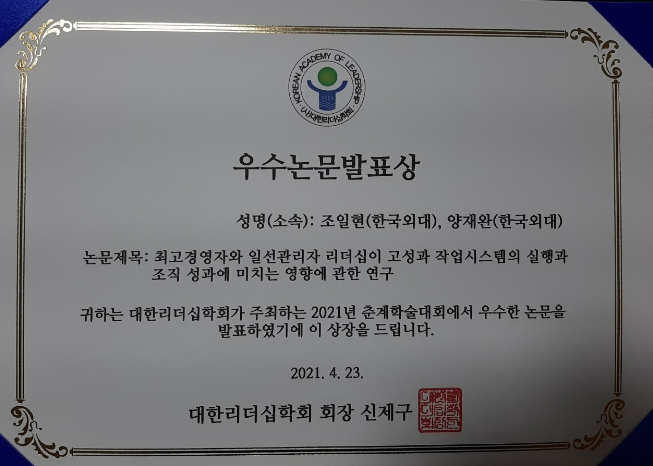 KOREAN ACADEMY OF LEADERSHIP
(사)대한리더십학회
우수논문발표상
성명(소속): 조일현(한국외대), 양재완(한국외대)
논문제목: 최고경영자와 일선관리자 리더십이 고성과 작업시스템의 실행과
조직 성과에 미치는 영향에 관한 연구
귀하는 대한리더십학회가 주최하는 2021년 춘계학술대회에서 우수한 논문을
발표하였기에 이 상장을 드립니다.
2021. 4. 23.
대한리더십학회 회장 신제구